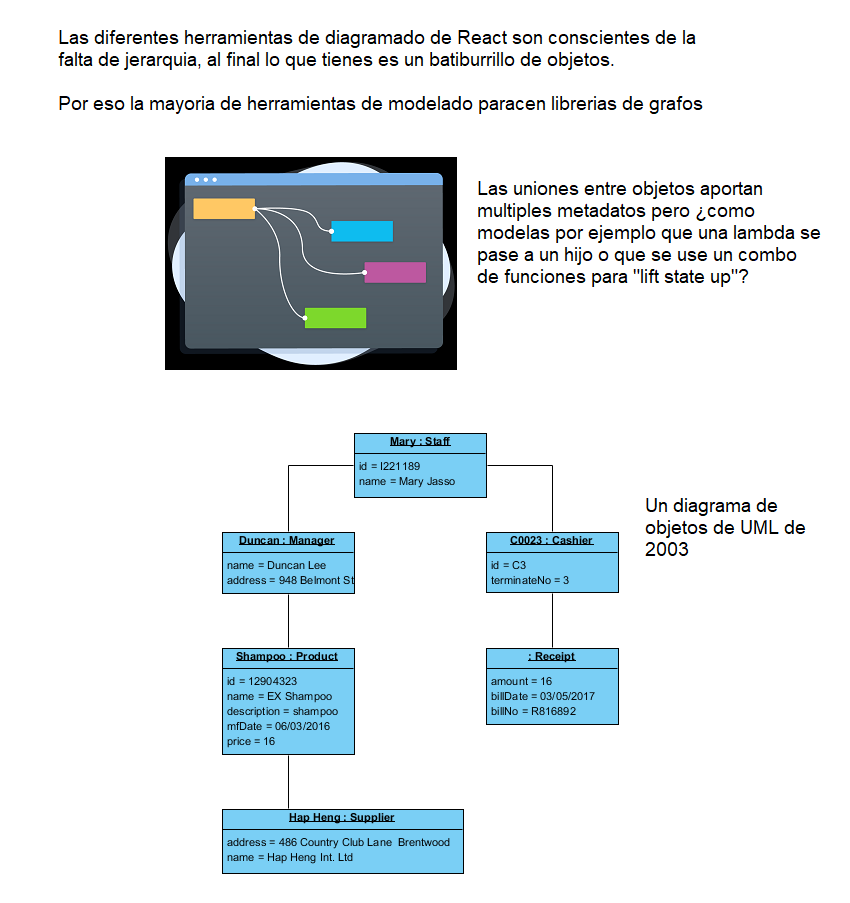 Las diferentes herramientas de diagramado de React son conscientes de la
falta de jerarquia, al final lo que tienes es un batiburrillo de objetos.
Por eso la mayoria de herramientas de modelado paracen librerias de grafos
Las uniones entre objetos aportan
multiples metadatos pero ¿como
modelas por ejemplo que una lambda se
pase a un hijo o que se use un combo
de funciones para "lift state up"?
Mary : Staff
id = I221189
name = Mary Jasso
Un diagrama de
objetos de UML de
2003
Duncan : Manager
name = Duncan Lee
address = 948 Belmont St
C0023 : Cashier
id = C3
terminateNo = 3
Shampoo : Product
id = 12904323
name = EX Shampoo
description = shampoo
mfDate = 06/03/2016
price = 16
: Receipt
amount = 16
billDate = 03/05/2017
billNo = R816892
Hap Heng : Supplier
address = 486 Country Club Lane Brentwood
name = Hap Heng Int. Ltd